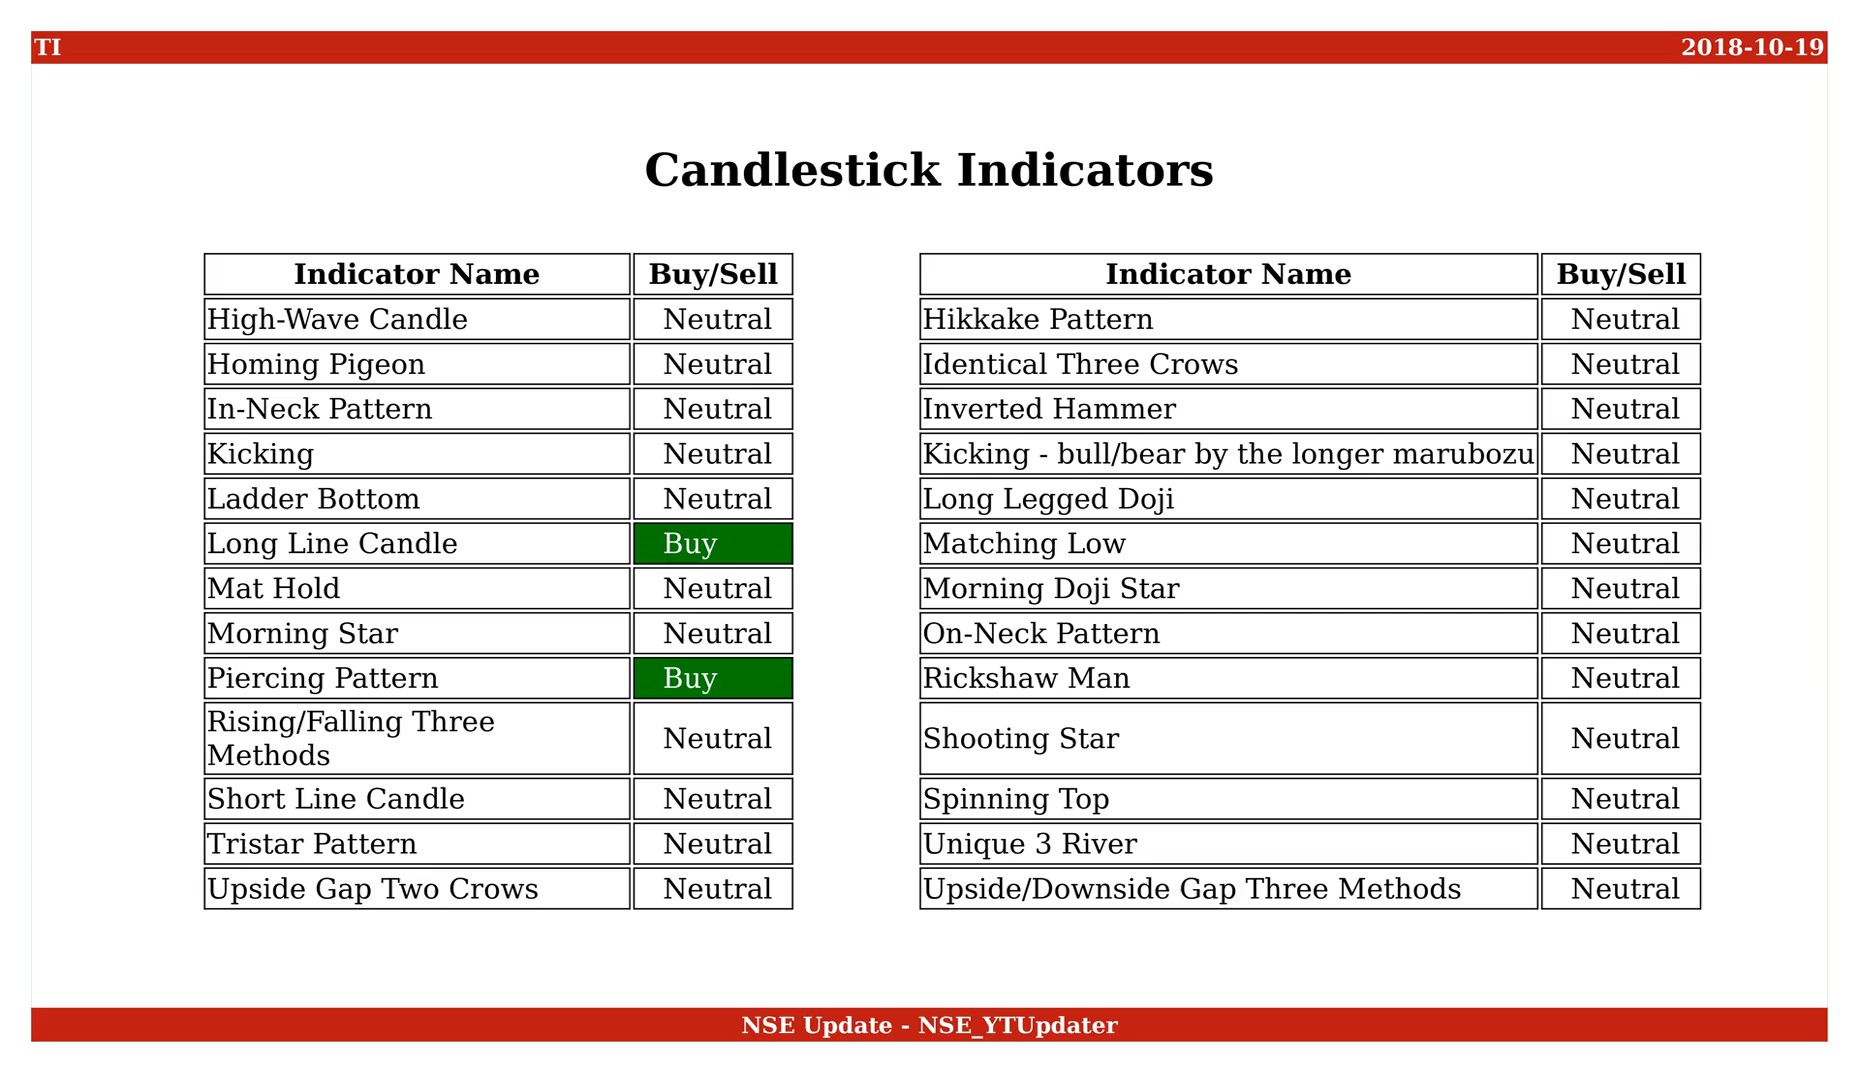 TI 2018-10-19
Candlestick Indicators
Indicator Name Buy/Sell Indicator Name Buy/Sell
High-Wave Candle Neutral Hikkake Pattern Neutral
Homing Pigeon Neutral Identical Three Crows Neutral
In-Neck Pattern Neutral Inverted Hammer Neutral
Kicking Neutral Kicking - bull/bear by the longer marubozu Neutral
Ladder Bottom Neutral Long Legged Doji Neutral
Long Line Candle Buy Matching Low Neutral
Mat Hold Neutral Morning Doji Star Neutral
Morning Star Neutral On-Neck Pattern Neutral
Piercing Pattern Buy Rickshaw Man Neutral
Rising/Falling Three
Methods Neutral Shooting Star Neutral
Short Line Candle Neutral Spinning Top Neutral
Tristar Pattern Neutral Unique 3 River Neutral
Upside Gap Two Crows Neutral Upside/Downside Gap Three Methods Neutral
NSE Update - NSE_YTUpdater